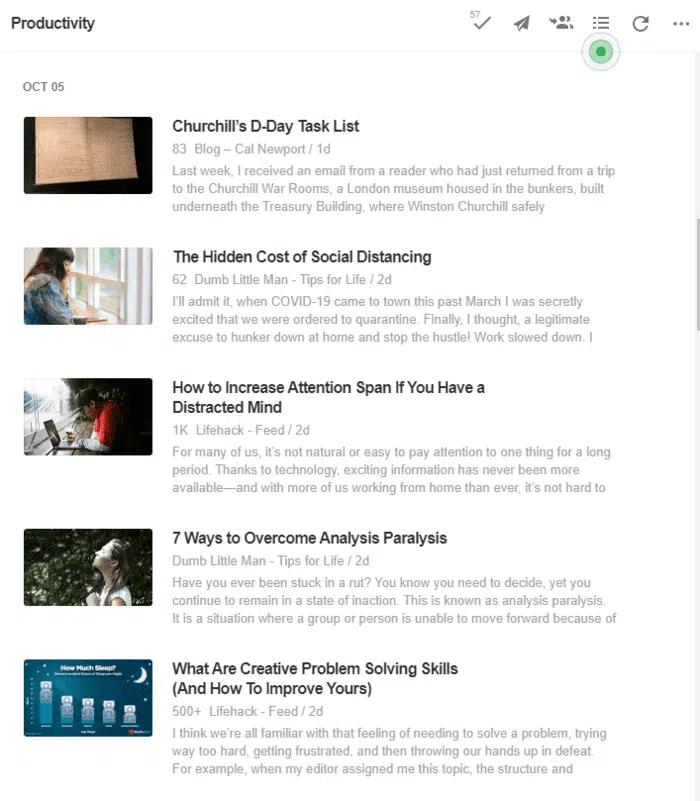 Productivity
57
OCT 05
Churchill’s D-Day Task List
83 Blog – Cal Newport / 1d
Last week, I received an email from a reader who had just returned from a trip
to the Churchill War Rooms, a London museum housed in the bunkers, built
underneath the Treasury Building, where Winston Churchill safely
The Hidden Cost of Social Distancing
62 Dumb Little Man - Tips for Life / 2d
I’ll admit it, when COVID-19 came to town this past March I was secretly
excited that we were ordered to quarantine. Finally, I thought, a legitimate
excuse to hunker down at home and stop the hustle! Work slowed down. I
How to Increase Attention Span If You Have a
Distracted Mind
1K Lifehack - Feed / 2d
For many of us, it’s not natural or easy to pay attention to one thing for a long
period. Thanks to technology, exciting information has never been more
available—and with more of us working from home than ever, it’s not hard to
7 Ways to Overcome Analysis Paralysis
Dumb Little Man - Tips for Life / 2d
Have you ever been stuck in a rut? You know you need to decide, yet you
continue to remain in a state of inaction. This is known as analysis paralysis.
It is a situation where a group or person is unable to move forward because of
How Much Sleep?
What Are Creative Problem Solving Skills
(And How To Improve Yours)
500+ Lifehack - Feed / 2d
I think we’re all familiar with that feeling of needing to solve a problem, trying
way too hard, getting frustrated, and then throwing our hands up in defeat.
For example, when my editor assigned me this topic, the structure and